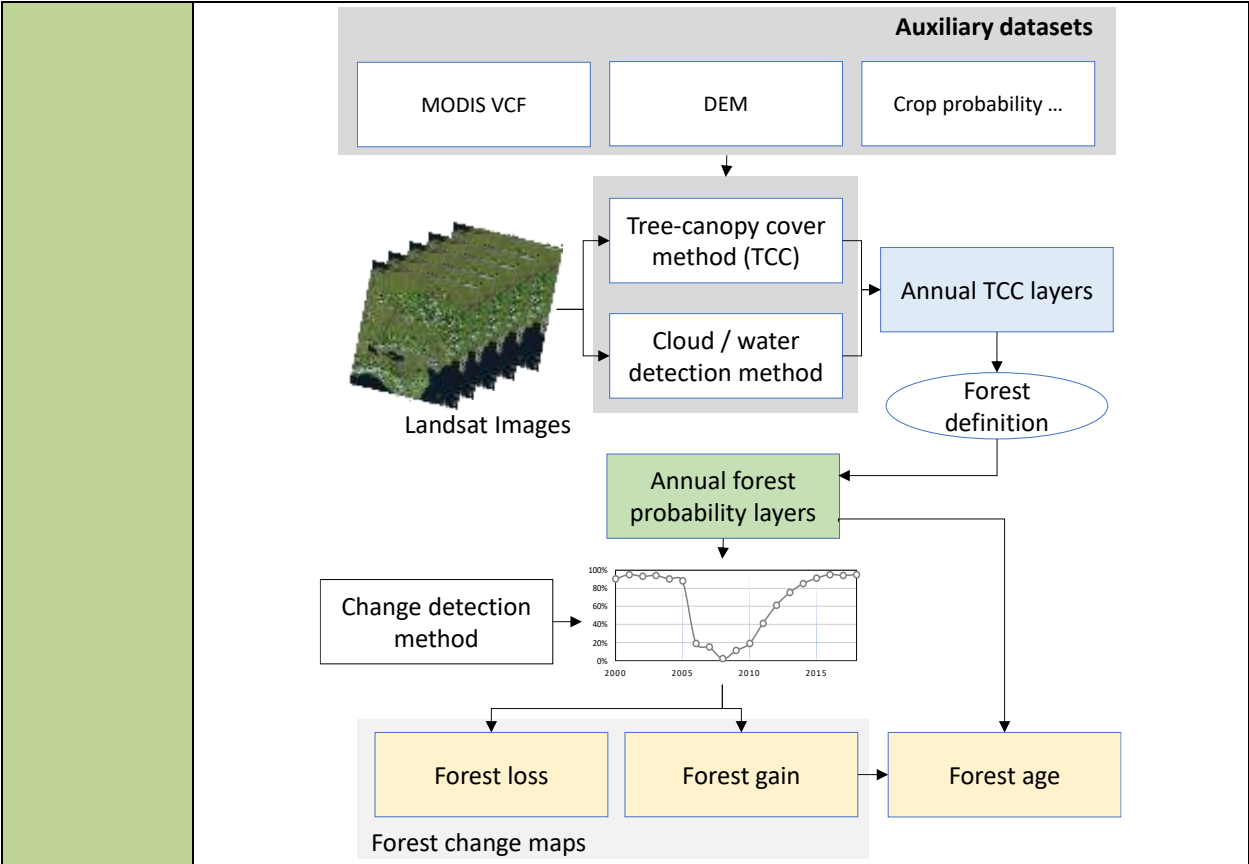 Auxiliary datasets
MODIS VCF
DEM
Crop probability ...
Tree-canopy cover
method (TCC)
Cloud / water
detection method
Landsat Images
Annual TCC layers
Forest
definition
Annual forest
probability layers
Change detection
method
100%
80%
60%
40%
20%
0%
2000
2005
2010
2015
Forest loss
Forest gain
Forest age
Forest change maps